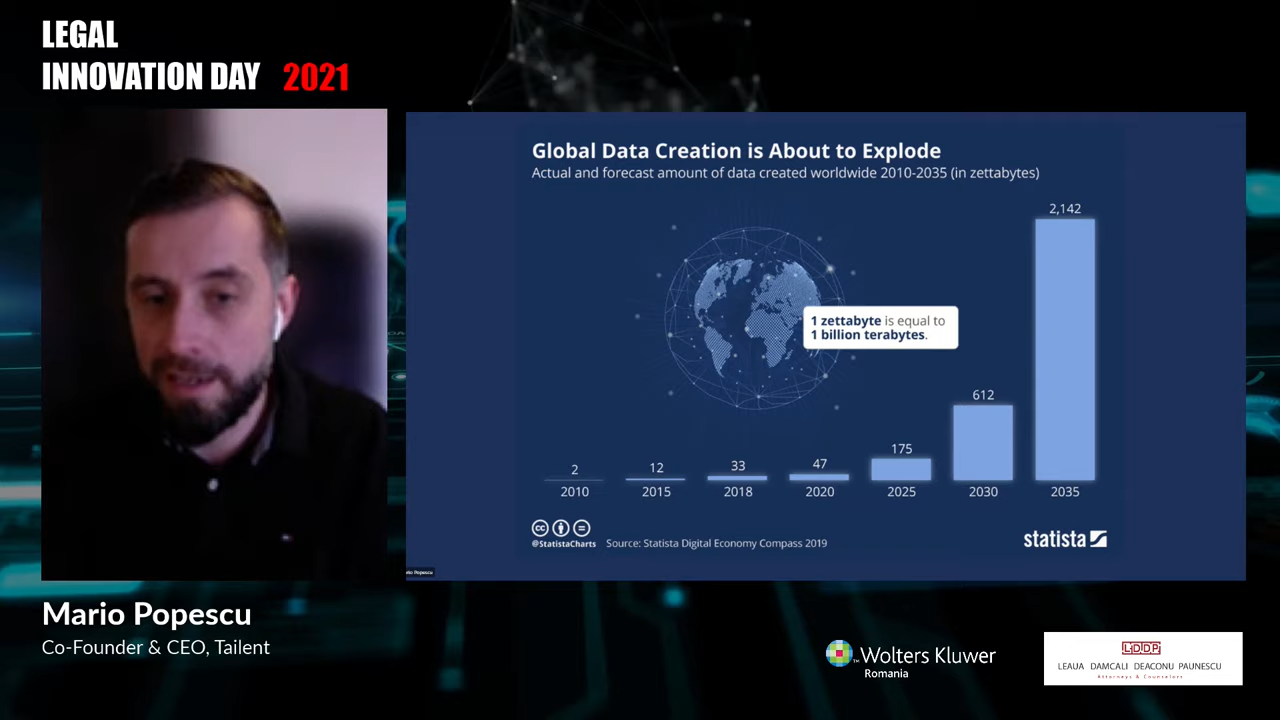 LEGAL
INNOVATION DAY 2021
Global Data Creation is About to Explode
Actual and forecast amount of data created worldwide 2010-2035 (in zettabytes)
2,142
1 zettabyte is equal to
1 billion terabytes.
612
175
47
33
12
2
2010 2015 2018 2020 2025 2030 2035
@StatistaCharts Source: Statista Digital Economy Compass 2019
statista
Mario Popescu
Co-Founder & CEO, Tailent
Wolters Kluwer
Romania
LDDP
LEAUA DAMCALI DEACONU PAUNESCU
Attorneys & Counselors